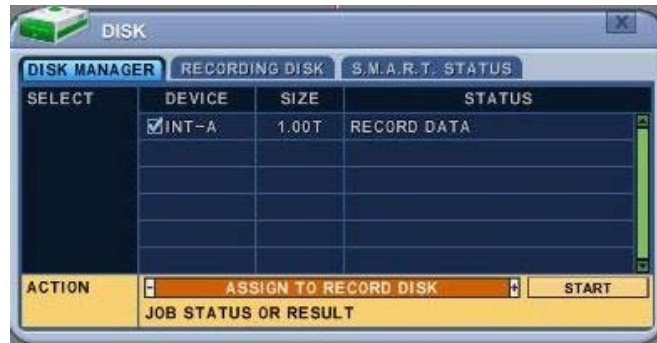 DISK
X
DISK MANAGER RECORDING DISK S.M.A.R.T. STATUS
SELECT DEVICE SIZE STATUS
INT-A 1.00T RECORD DATA
ACTION - ASSIGN TO RECORD DISK + START
JOB STATUS OR RESULT